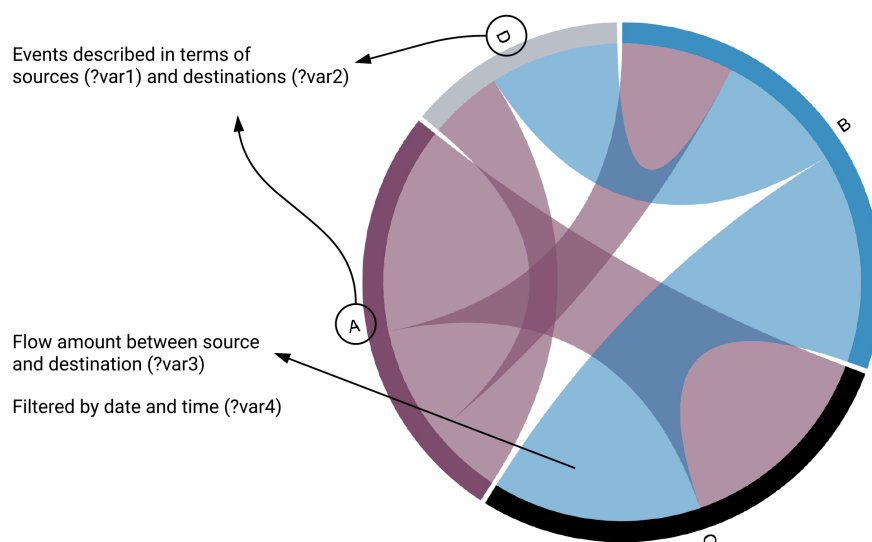 Events described in terms of
sources (?var1) and destinations (?var2)
D
B
A
Flow amount between source
and destination (?var3)
Filtered by date and time (?var4)